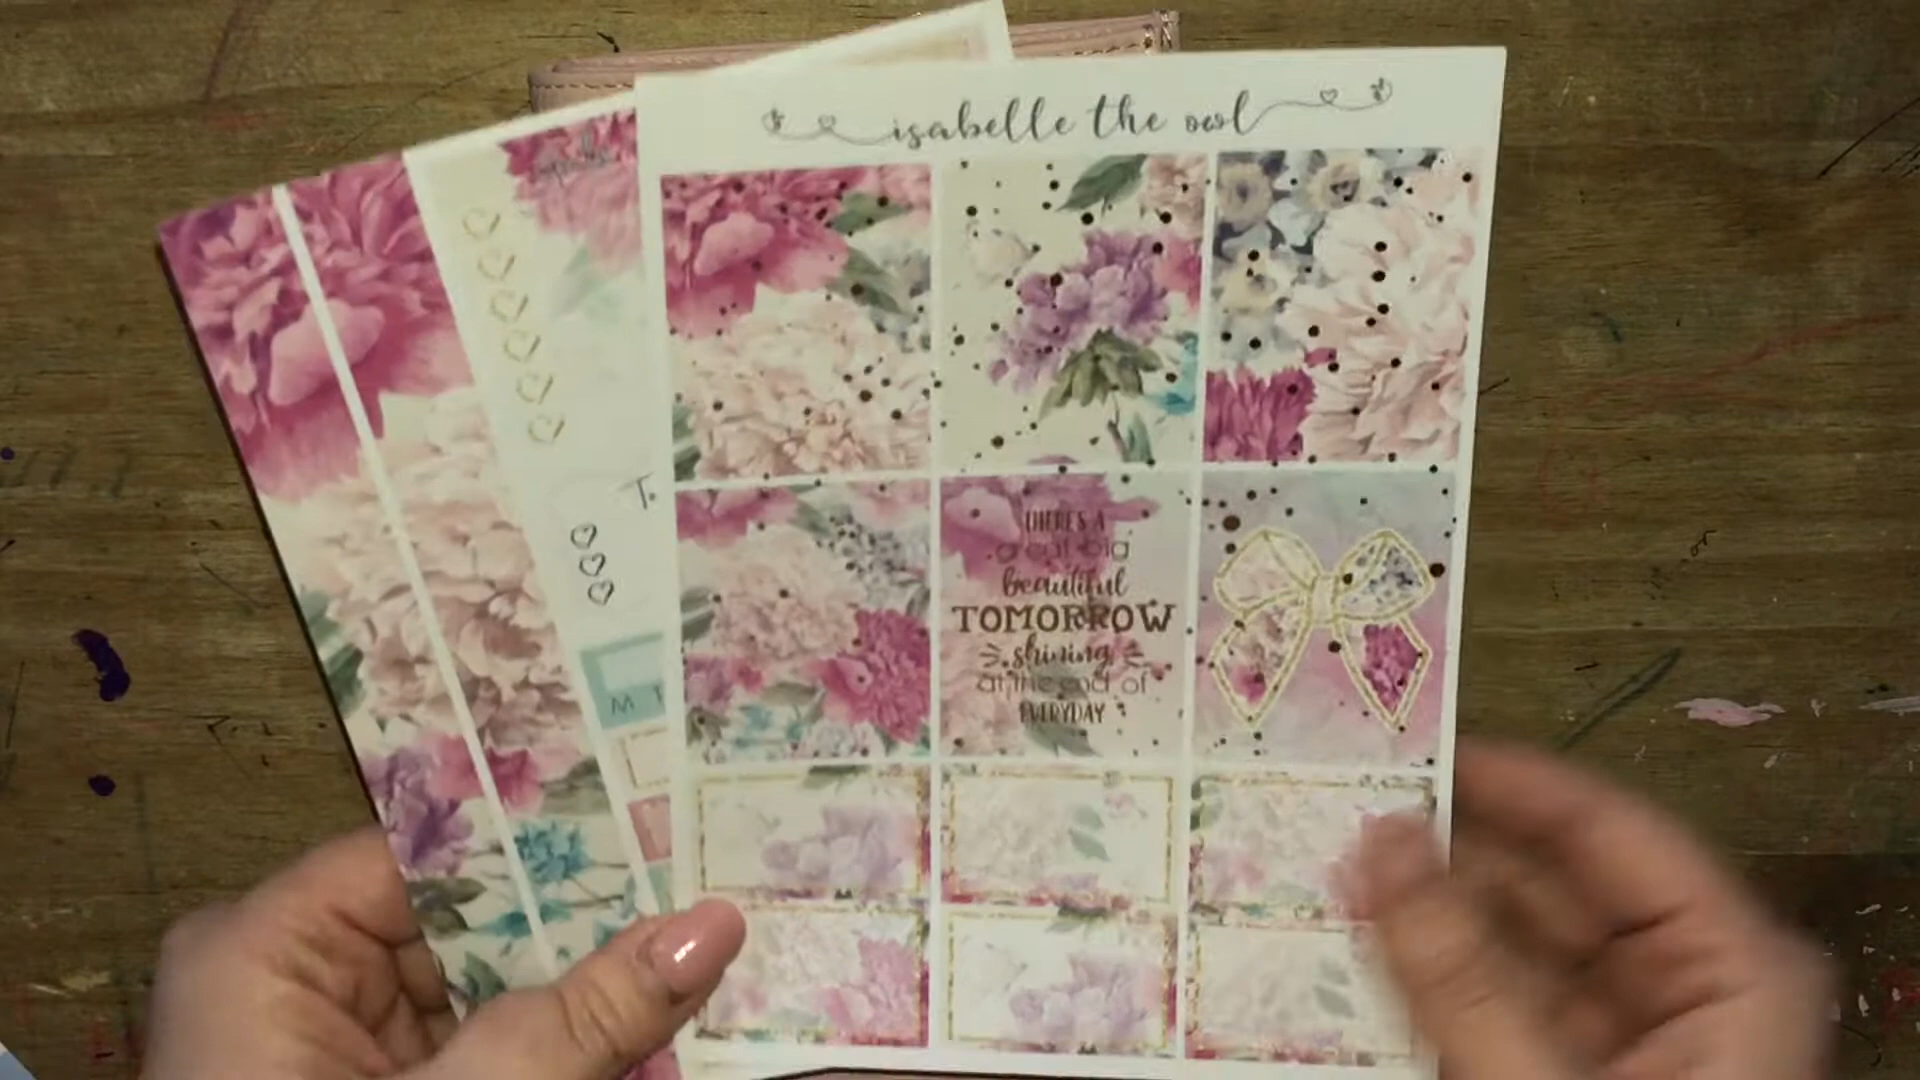 isabelle the owl
THERE'S A
great big
beautiful
TOMORROW
shining
at the end of
EVERYDAY
T.
M T